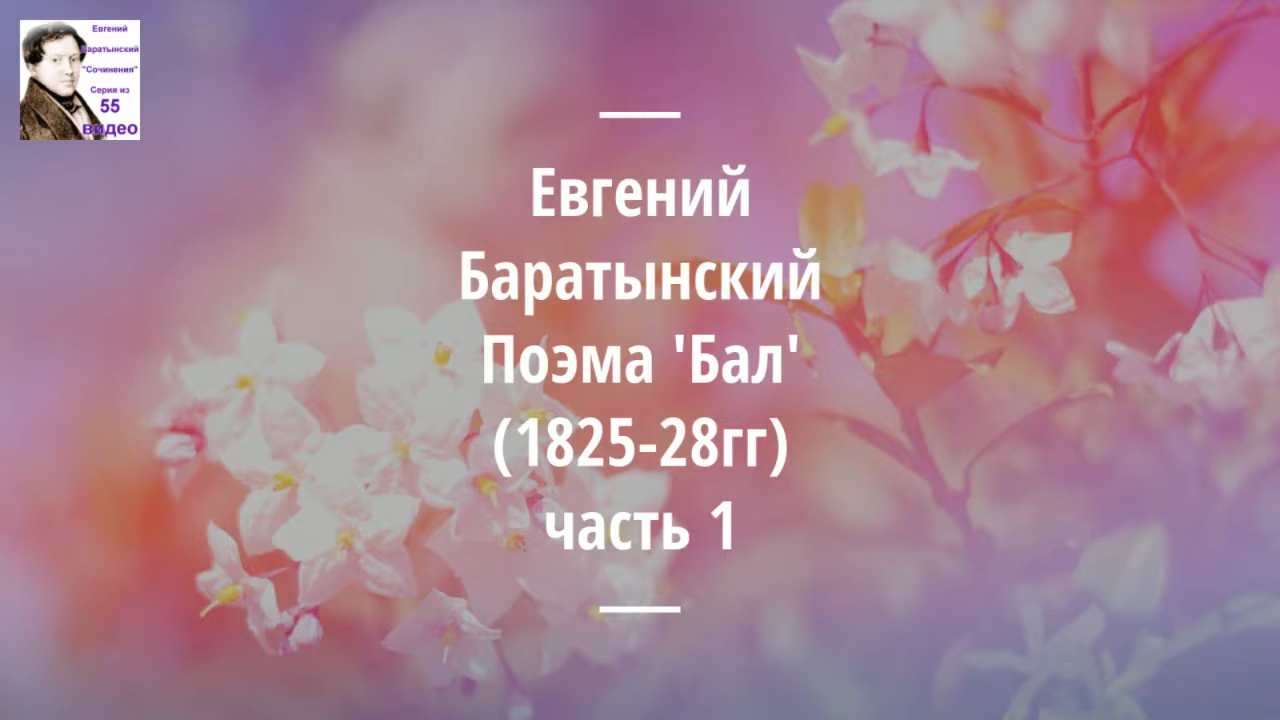 Евгений
Баратынский
"Сочинения"
Серия из
55
видео
Евгений
Баратынский
Поэма 'Бал'
(1825-28гг)
часть 1